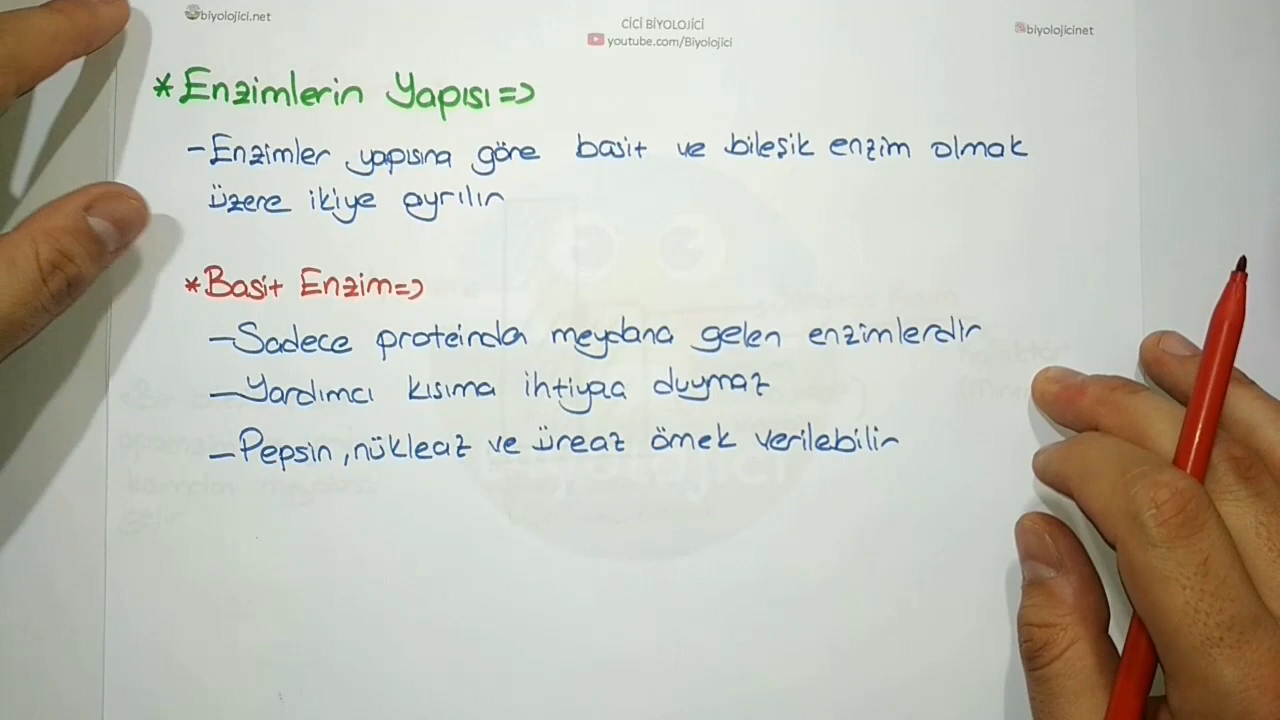 biyolojici.net
CİCİ BİYOLOJİCİ
youtube.com/Biyolojici
biyolojicinet
*Enzimlerin Yapısı=>
-Enzimler yapısına göre basit ve bileşik enzim olmak
üzere ikiye ayrılır
*Basit Enzim=>
-Sadece proteinden meydana gelen enzimlerdir
-Yardımcı kısıma ihtiyaç duymaz
-Pepsin, nükleaz ve üreaz örnek verilebilir